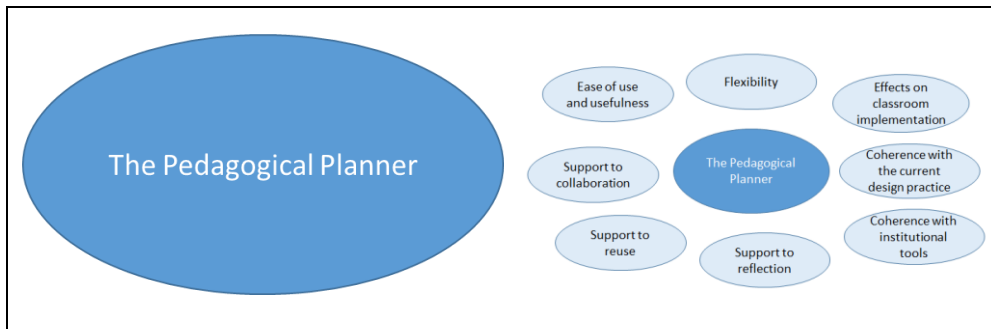 The Pedagogical Planner
Ease of use
and usefulness
Flexibility
Effects on
classroom
implementation
Support to
collaboration
The Pedagogical
Planner
Coherence with
the current
design practice
Support to
reuse
Support to
reflection
Coherence with
institutional
tools